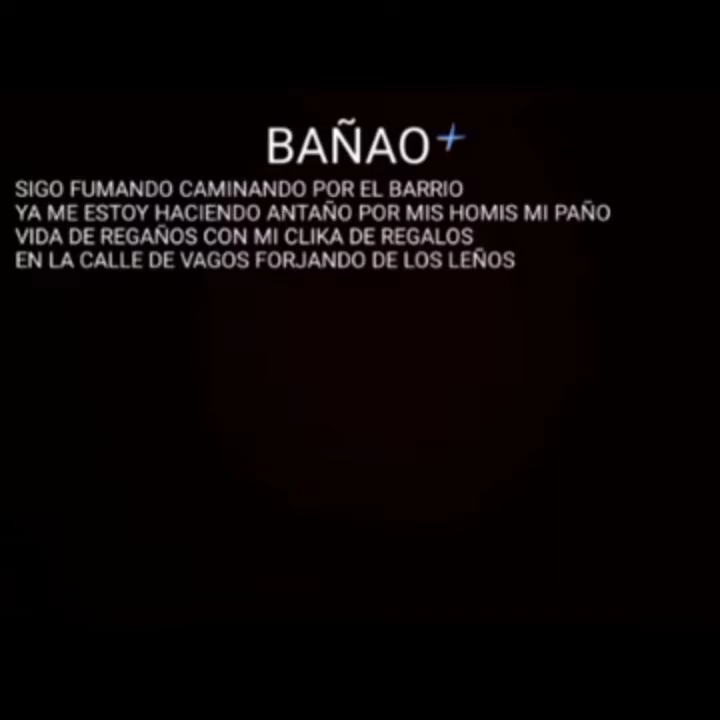 BAÑAO+
SIGO FUMANDO CAMINANDO POR EL BARRIO
YA ME ESTOY HACIENDO ANTAÑO POR MIS HOMIS MI PAÑO
VIDA DE REGAÑOS CON MI CLIKA DE REGALOS
EN LA CALLE DE VAGOS FORJANDO DE LOS LEÑOS